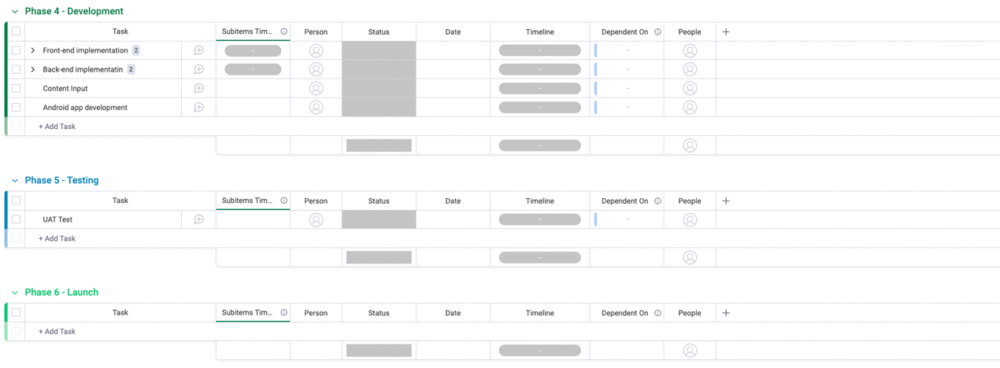 Phase 4 - Development
Task Subitems Tim... Person Status Date Timeline Dependent On People +
Front-end implementation 2 - - -
Back-end implementatin 2 - - -
Content Input - -
Android app development - -
+ Add Task
-
Phase 5 - Testing
Task Subitems Tim... Person Status Date Timeline Dependent On People +
UAT Test - -
+ Add Task
-
Phase 6 - Launch
Task Subitems Tim... Person Status Date Timeline Dependent On People +
+ Add Task
-